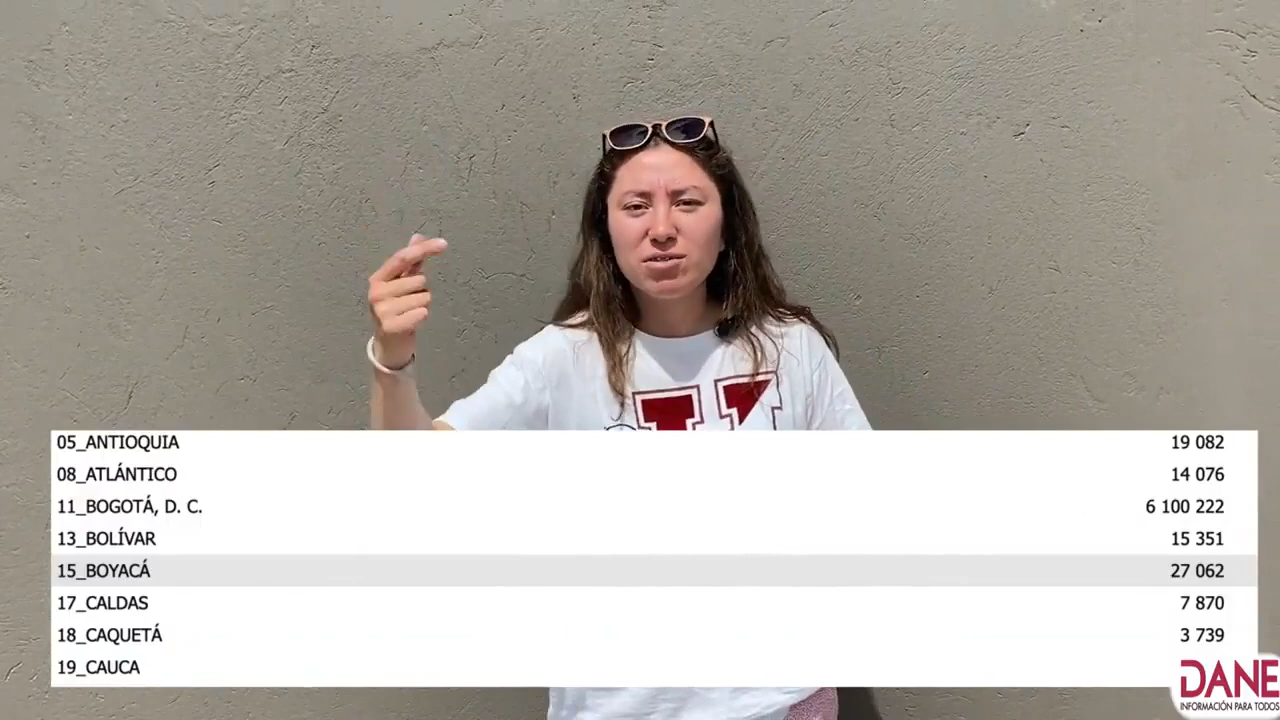 05_ANTIOQUIA 19 082
08_ATLÁNTICO 14 076
11_BOGOTÁ, D. C. 6 100 222
13_BOLÍVAR 15 351
15_BOYACÁ 27 062
17_CALDAS 7 870
18_CAQUETÁ 3 739
19_CAUCA
DANE
INFORMACIÓN PARA TODOS